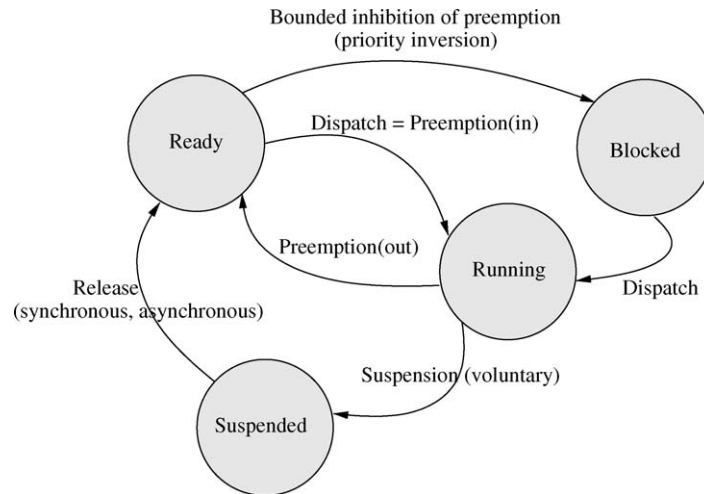 Bounded inhibition of preemption
(priority inversion)
Ready
Dispatch = Preemption(in)
Blocked
Preemption(out)
Running
Dispatch
Release
(synchronous, asynchronous)
Suspension (voluntary)
Suspended